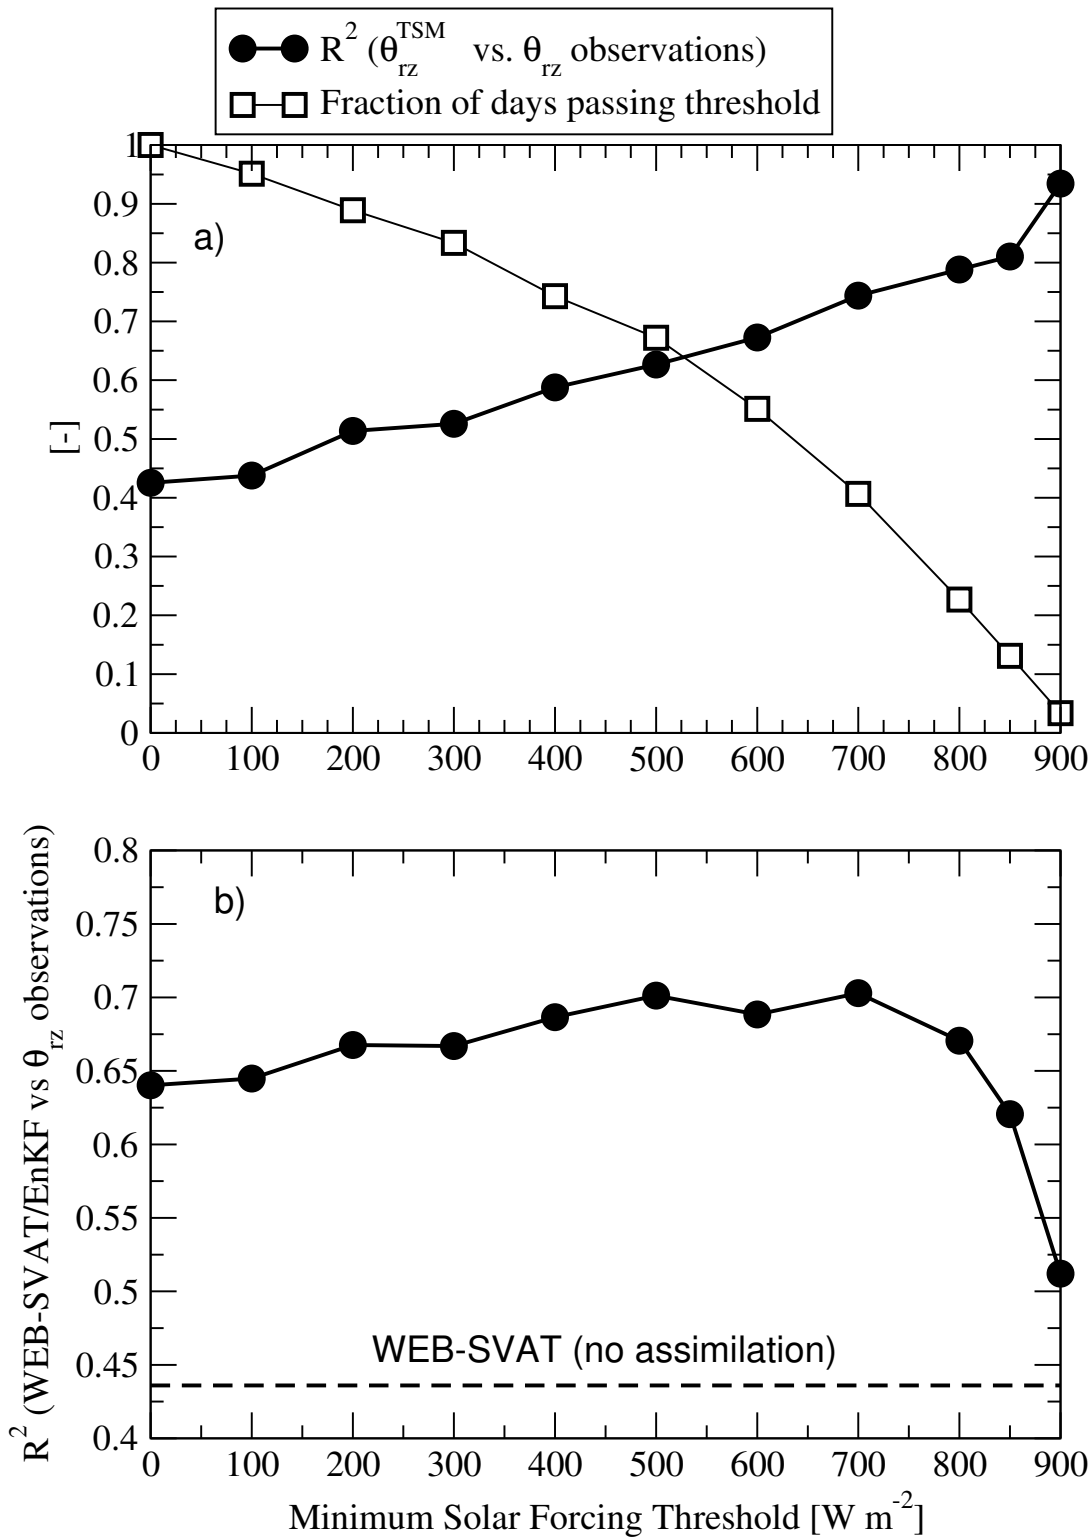 R² (θ_rz^TSM vs. θ_rz observations)
Fraction of days passing threshold
1
0.9
0.8
0.7
0.6
0.5
0.4
0.3
0.2
0.1
0
[-]
a)
0 100 200 300 400 500 600 700 800 900
0.8
0.75
0.7
0.65
0.6
0.55
0.5
0.45
0.4
R² (WEB-SVAT/EnKF vs θ_rz observations)
b)
WEB-SVAT (no assimilation)
0 100 200 300 400 500 600 700 800 900
Minimum Solar Forcing Threshold [W m⁻²]